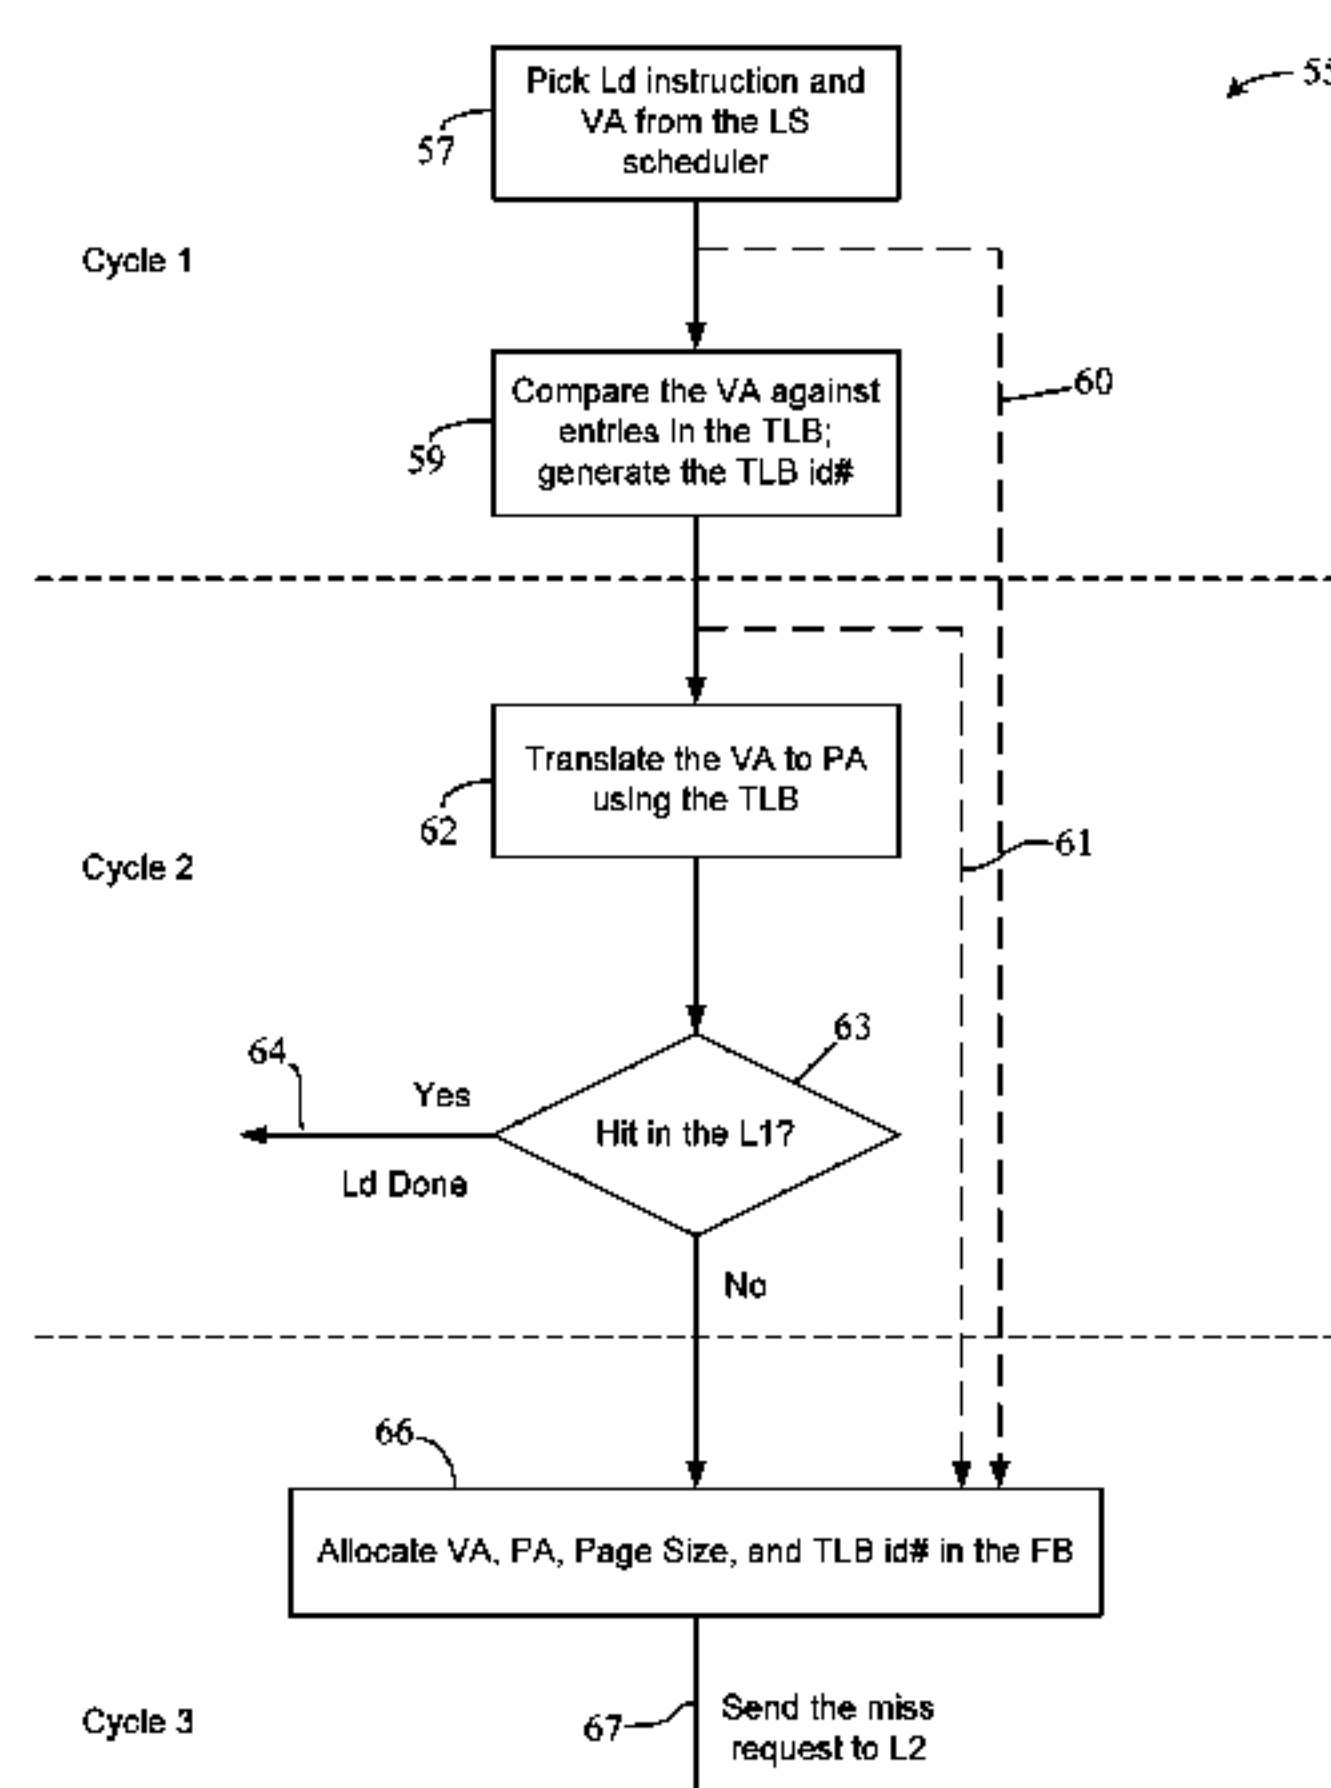 Pick Ld instruction and
VA from the LS
scheduler
55
57
Cycle 1
60
Compare the VA against
entries in the TLB;
generate the TLB id#
59
Translate the VA to PA
using the TLB
62
61
Cycle 2
63
64
Yes
Hit in the L1?
Ld Done
No
66
Allocate VA, PA, Page Size, and TLB id# in the FB
Cycle 3
67
Send the miss
request to L2